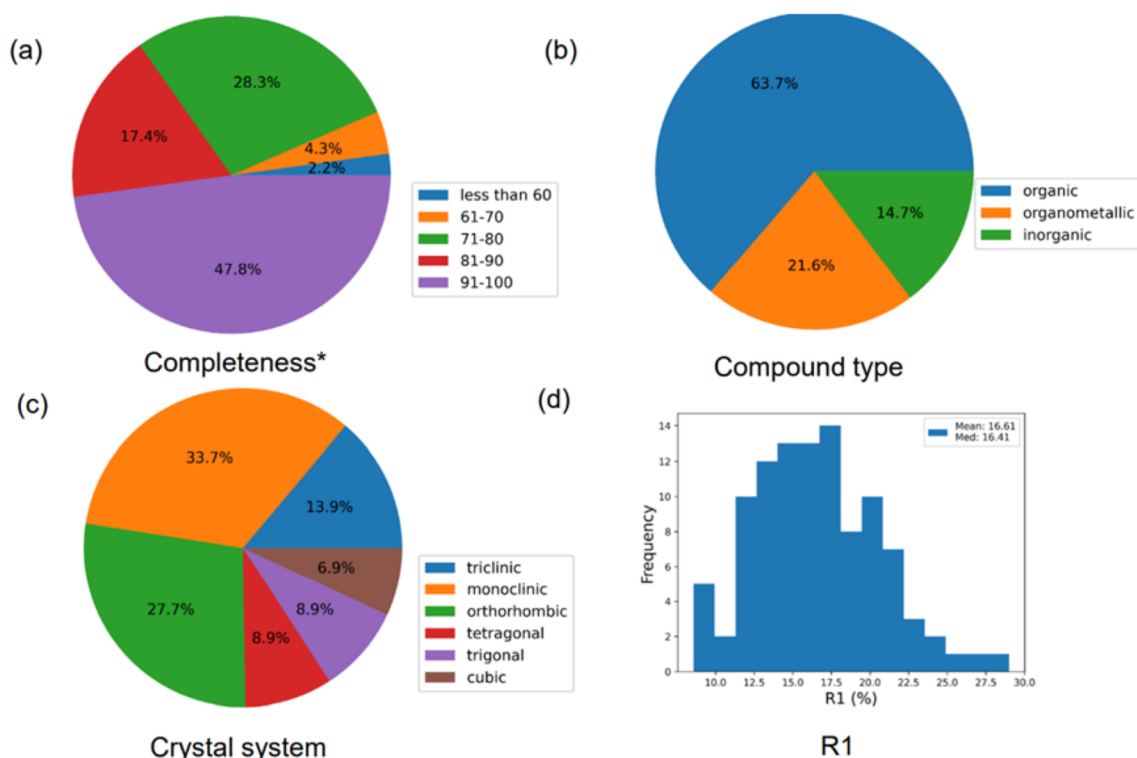 (a)
28.3%
17.4%
4.3%
2.2%
47.8%
less than 60
61-70
71-80
81-90
91-100
Completeness*
(b)
63.7%
21.6%
14.7%
organic
organometallic
inorganic
Compound type
(c)
33.7%
13.9%
27.7%
8.9%
8.9%
6.9%
triclinic
monoclinic
orthorhombic
tetragonal
trigonal
cubic
Crystal system
(d)
Mean: 16.61
Med: 16.41
Frequency
14
12
10
8
6
4
2
0
10.0 12.5 15.0 17.5 20.0 22.5 25.0 27.5 30.0
R1 (%)
R1